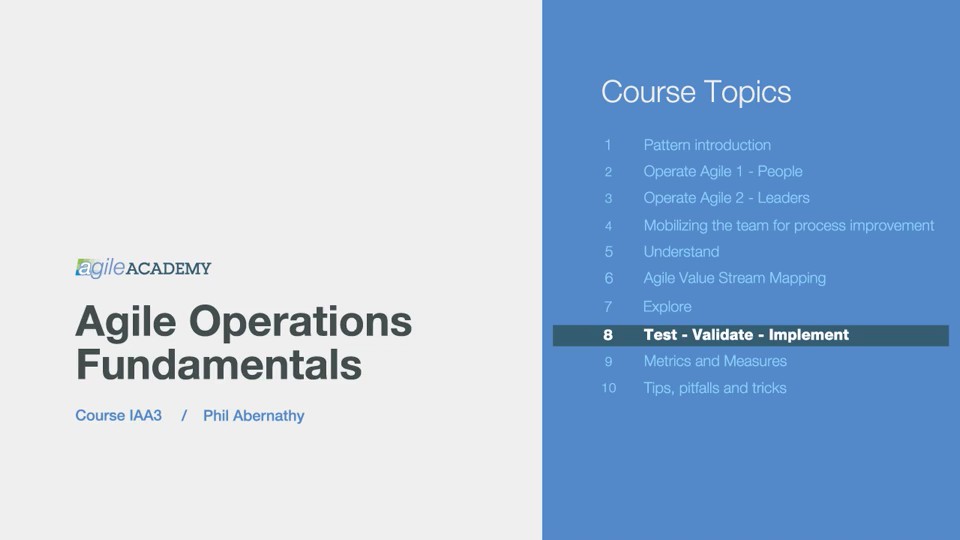 agileACADEMY
Agile Operations
Fundamentals
Course IAA3 / Phil Abernathy
Course Topics
1 Pattern introduction
2 Operate Agile 1 - People
3 Operate Agile 2 - Leaders
4 Mobilizing the team for process improvement
5 Understand
6 Agile Value Stream Mapping
7 Explore
8 Test - Validate - Implement
9 Metrics and Measures
10 Tips, pitfalls and tricks